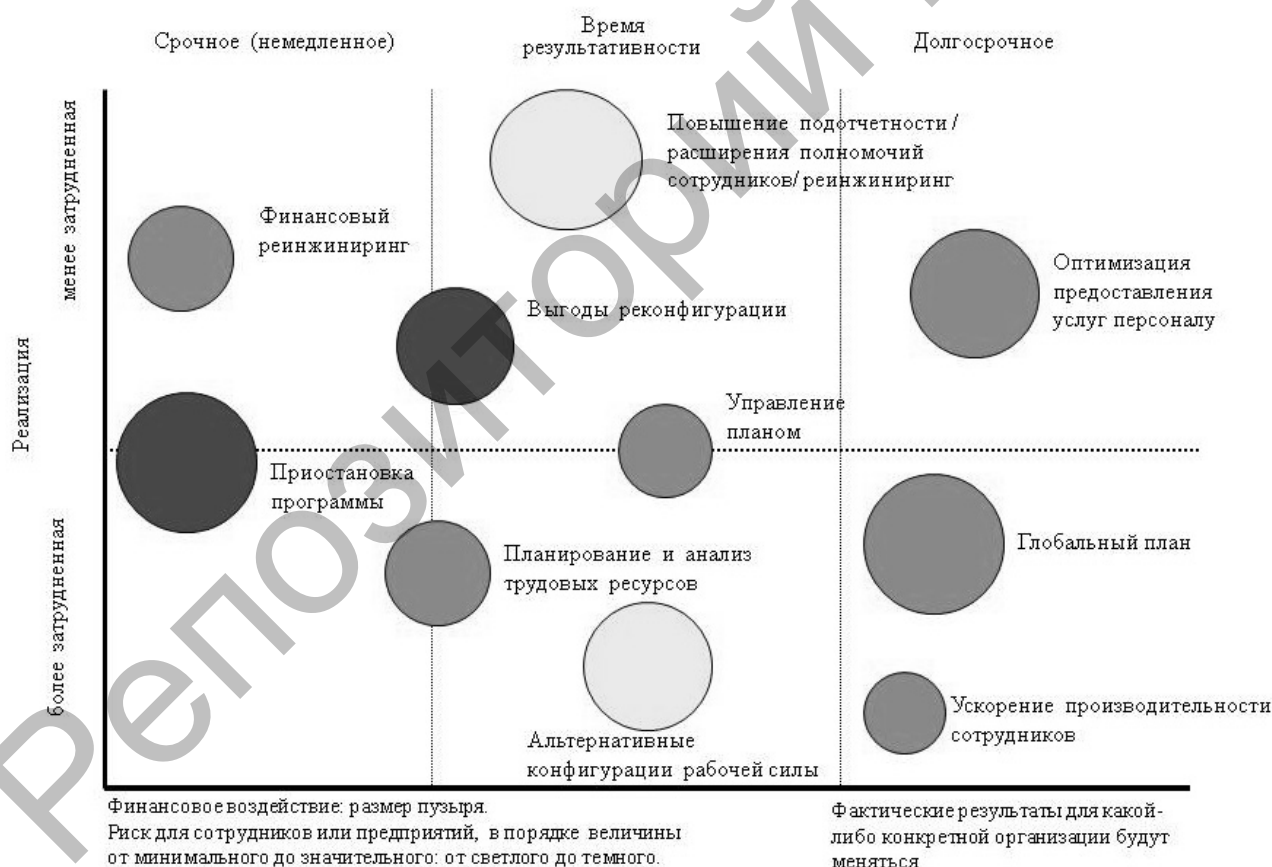 Срочное (немедленное)
Время
результативности
Долгосрочное
менее затрудненная
Реализация
более затрудненная
Повышение подотчетности /
расширения полномочий
сотрудников/ реинжиниринг
Финансовый
реинжиниринг
Оптимизация
предоставления
услуг персоналу
Выгоды реконфигурации
Управление
планом
Приостановка
программы
Планирование и анализ
трудовых ресурсов
Глобальный план
Ускорение производительности
сотрудников
Альтернативные
конфигурации рабочей силы
Финансовое воздействие: размер пузыря.
Риск для сотрудников или предприятий, в порядке величины
от минимального до значительного: от светлого до темного.
Фактические результаты для какой-
либо конкретной организации будут
меняться
Репозиторий